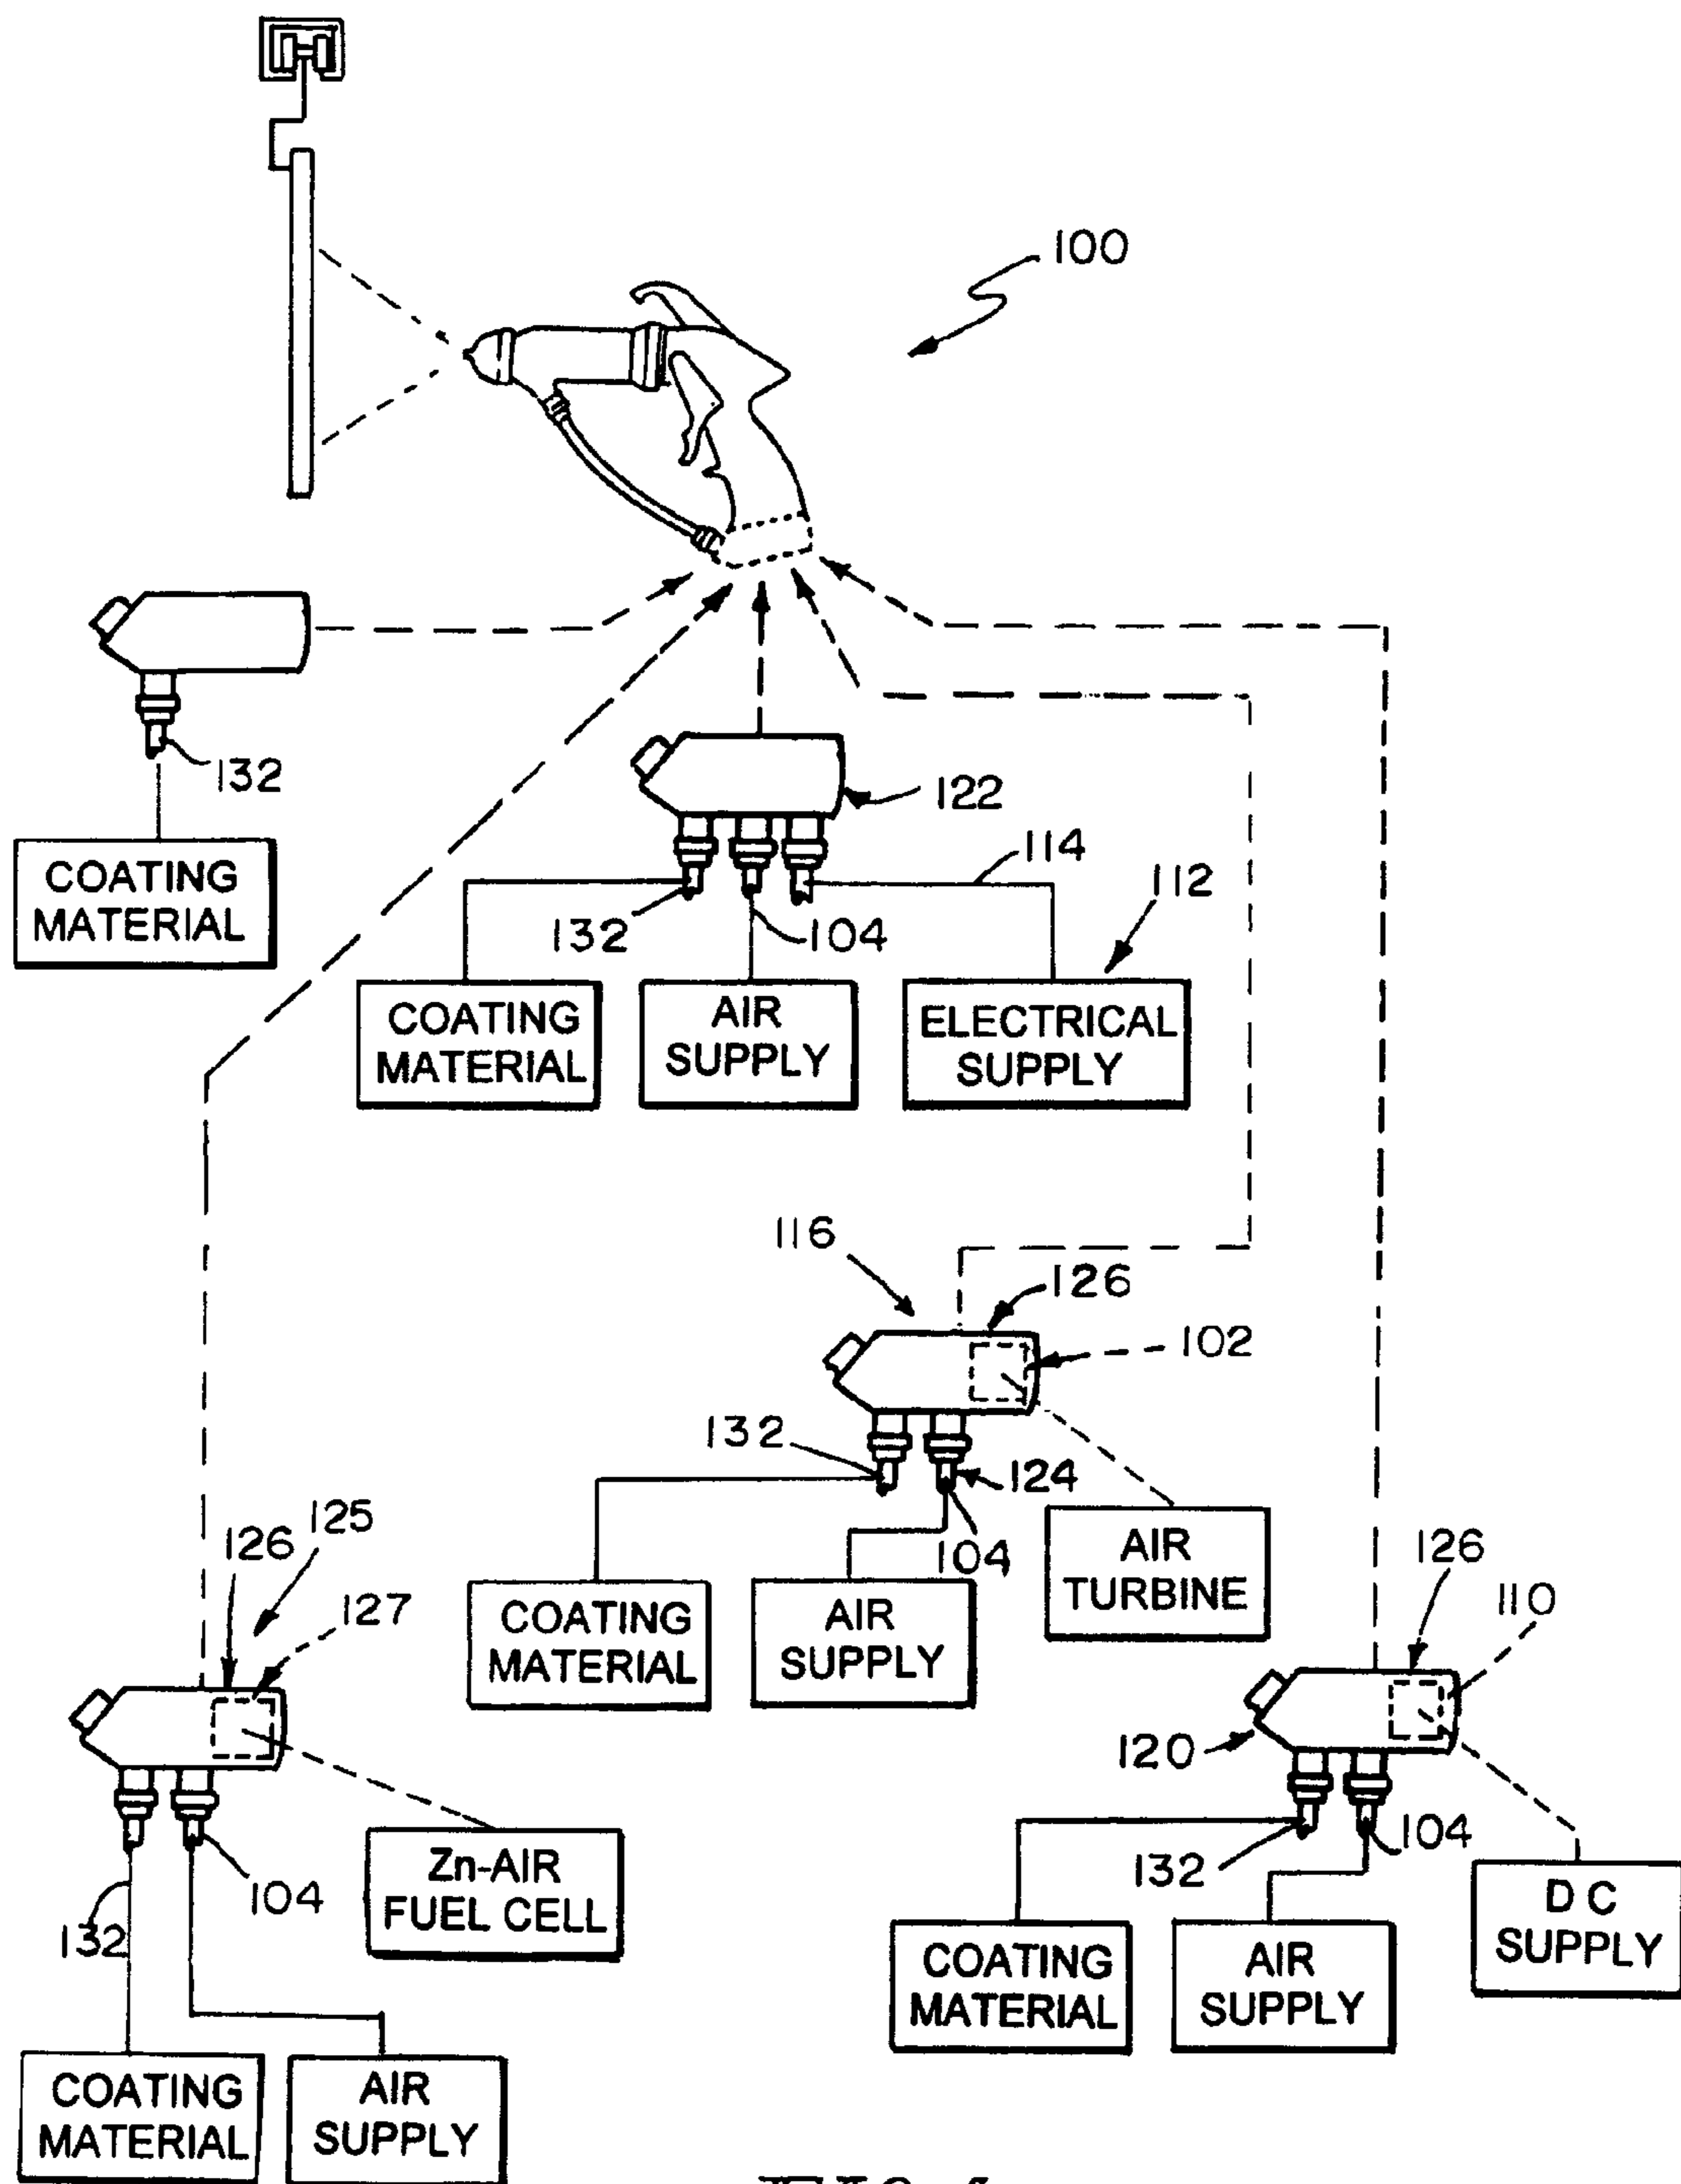 100
132
COATING
MATERIAL
122
114
112
132
104
COATING
MATERIAL
AIR
SUPPLY
ELECTRICAL
SUPPLY
116
126
102
132
124
104
COATING
MATERIAL
AIR
SUPPLY
AIR
TURBINE
125
126
127
132
104
Zn-AIR
FUEL CELL
COATING
MATERIAL
AIR
SUPPLY
126
110
120
132
104
COATING
MATERIAL
AIR
SUPPLY
D C
SUPPLY